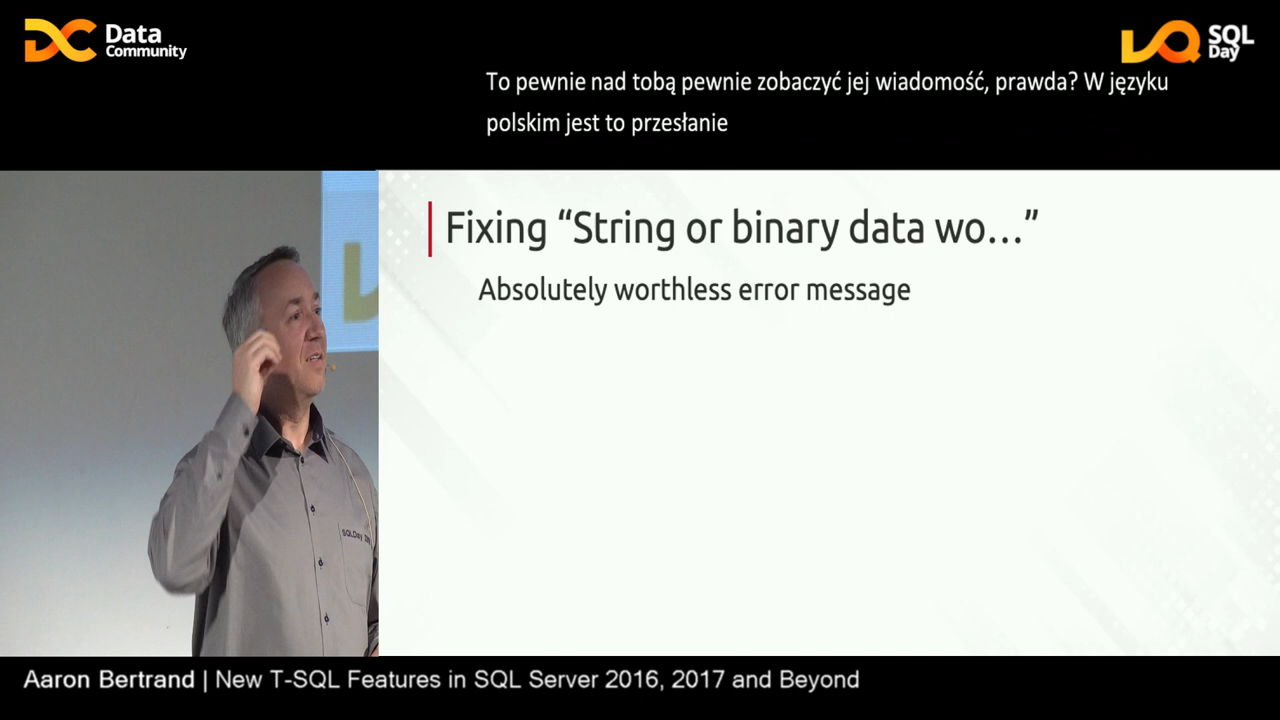 Data
Community
SQL
Day
To pewnie nad tobą pewnie zobaczyć jej wiadomość, prawda? W języku
polskim jest to przesłanie
Fixing “String or binary data wo...”
Absolutely worthless error message
SQLDay
Aaron Bertrand | New T-SQL Features in SQL Server 2016, 2017 and Beyond